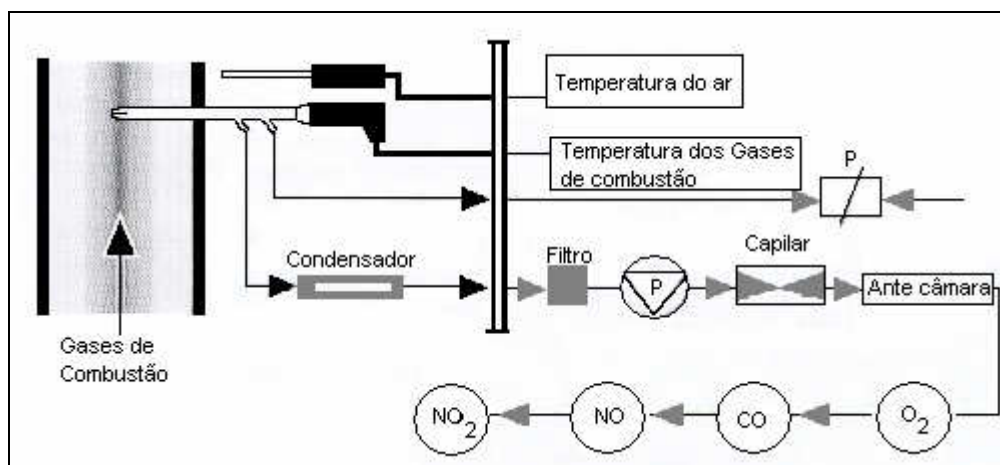 Temperatura do ar
Temperatura dos Gases
de combustão
P
Condensador
Filtro
P
Capilar
Ante câmara
Gases de
Combustão
NO2
NO
CO
O2